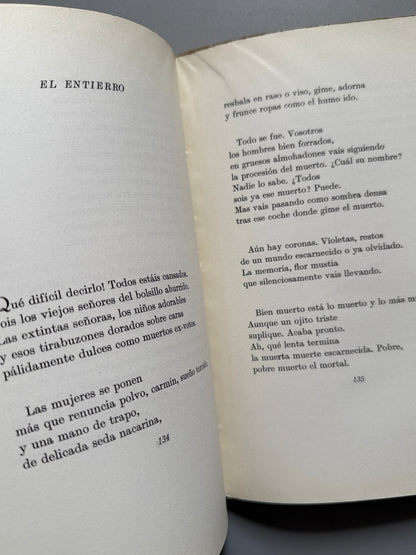 EL ENTIERRO
Qué difícil decirlo! Todos estáis cansados.
ois los viejos señores del bolsillo aburrido.
Las extintas señoras, los niños adorables
y esos tirabuzones dorados sobre caras
pálidamente dulces como muertos ex-rotos.
Las mujeres se ponen
más que renuncia polvo, carmín, sueño
y una mano de trapo,
de delicada seda nacarina,
134
resbala en raso o viso, gime, adorna
y frunce ropas como el humo ido.
Todo se fue. Vosotros
los hombres bien forrados,
en gruesos almohadones vais siguiendo
la procesión del muerto. ¿Cuál su nombre?
Nadie lo sabe. ¿Todos
sois ya ese muerto? Puede.
Mas vais pasando como sombra densa
tras ese coche donde gime el muerto.
Aún hay coronas. Violetas, restos
de un mundo escarnecido o ya olvidado.
La memoria, flor mustia
que silenciosamente vais llevando.
Bien muerto está lo muerto y lo más m
Aunque un ojito triste
suplique. Acaba pronto.
Ah, qué lenta termina
la muerta muerte escarnecida. Pobre,
pobre muerto el mortal.
135